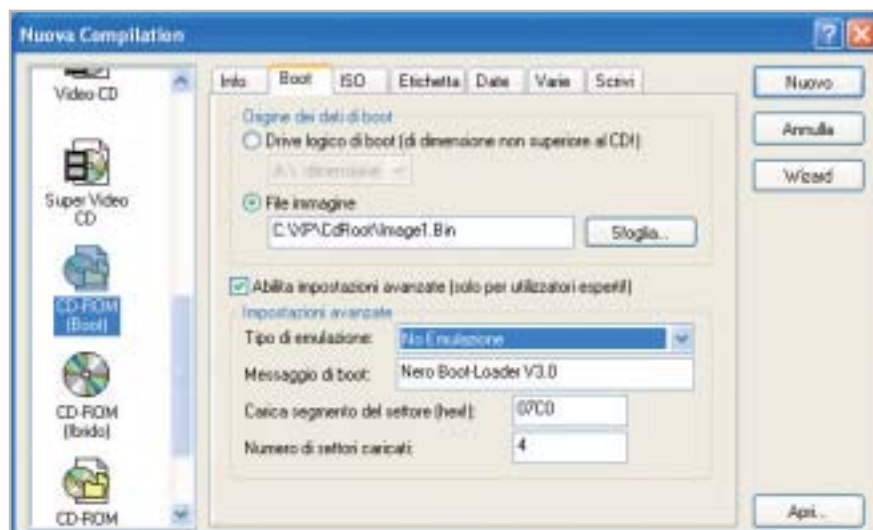 Nuova Compilation
Video CD
Super Video
CD
CD-ROM
(Boot)
CD-ROM
(Ibrido)
CD-ROM
Info Boot ISO Etichetta Date Varie Scrivi
Origine dei dati di boot
Drive logico di boot (di dimensione non superiore al CD!)
A:\ dimensione
File immagine
C:\XP\CdRoot\Image1.Bin
Sfoglia...
Abilita impostazioni avanzate (solo per utilizzatori esperti!)
Impostazioni avanzate
Tipo di emulazione: No Emulazione
Messaggio di boot: Nero Boot-Loader V3.0
Carica segmento del settore (hex!): 07C0
Numero di settori caricati: 4
Nuovo
Annulla
Wizard
Apri...